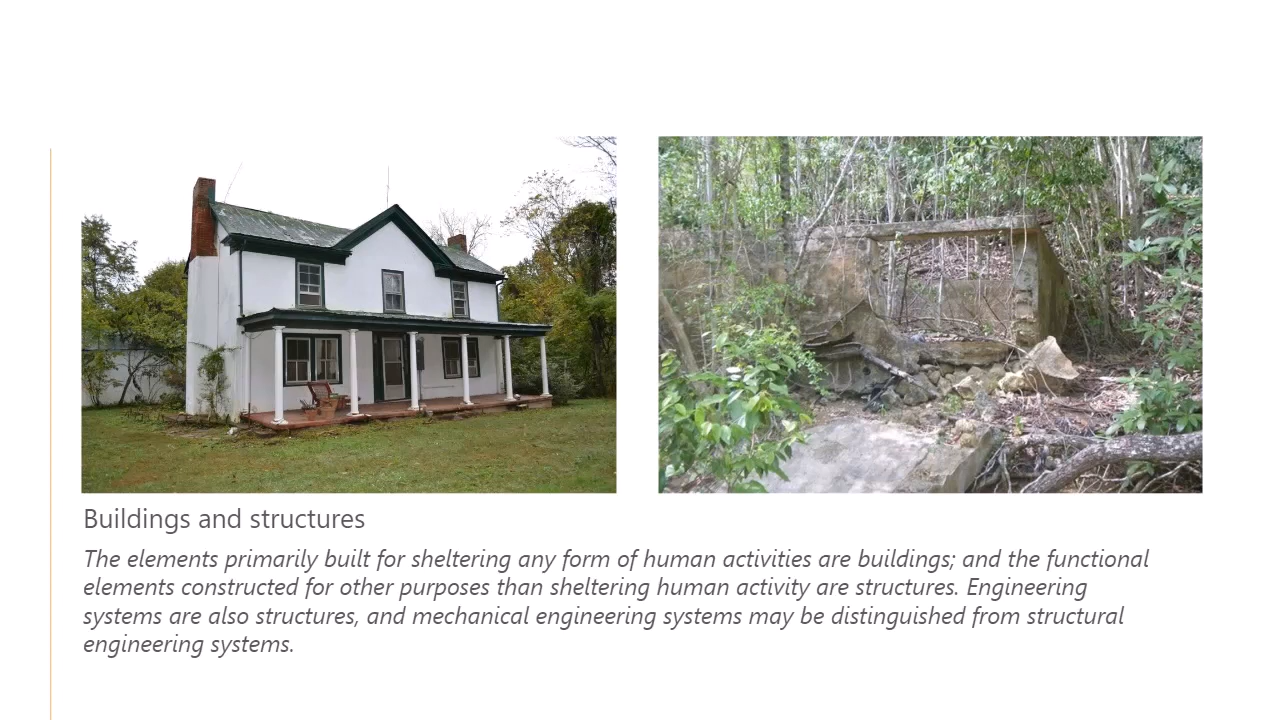 Buildings and structures
The elements primarily built for sheltering any form of human activities are buildings; and the functional
elements constructed for other purposes than sheltering human activity are structures. Engineering
systems are also structures, and mechanical engineering systems may be distinguished from structural
engineering systems.